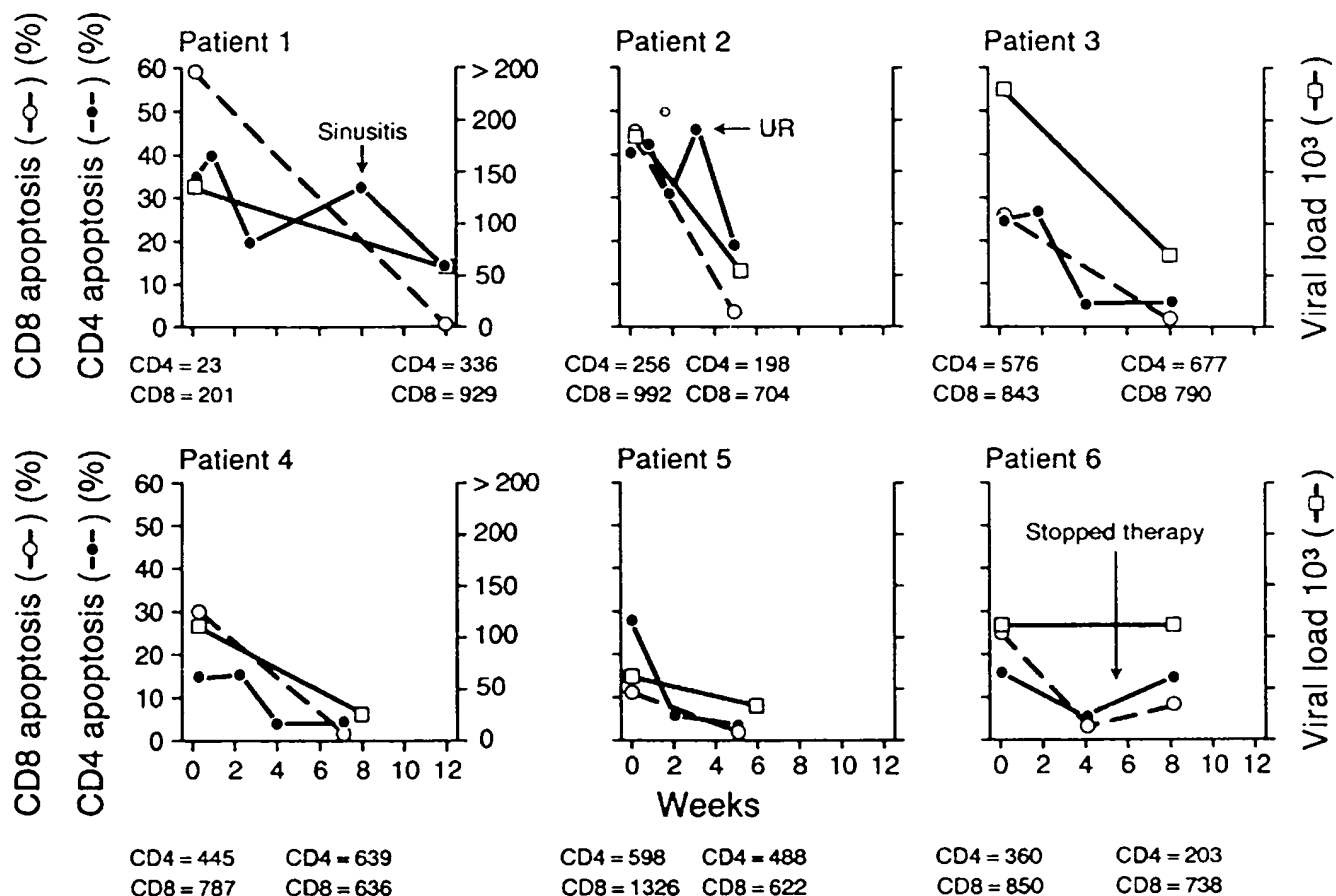 CD8 apoptosis (–○–) (%)
CD4 apoptosis (–●–) (%)
Viral load 10³ (–□–)
Patient 1
60
50
40
30
20
10
0
> 200
200
150
100
50
0
Sinusitis
CD4 = 23
CD8 = 201
CD4 = 336
CD8 = 929
Patient 2
UR
CD4 = 256
CD8 = 992
CD4 = 198
CD8 = 704
Patient 3
CD4 = 576
CD8 = 843
CD4 = 677
CD8 790
CD8 apoptosis (–○–) (%)
CD4 apoptosis (–●–) (%)
Viral load 10³ (–□–)
Patient 4
60
50
40
30
20
10
0
> 200
200
150
100
50
0
0 2 4 6 8 10 12
CD4 = 445
CD8 = 787
CD4 = 639
CD8 = 636
Patient 5
0 2 4 6 8 10 12
Weeks
CD4 = 598
CD8 = 1326
CD4 = 488
CD8 = 622
Patient 6
Stopped therapy
0 2 4 6 8 10 12
CD4 = 360
CD8 = 850
CD4 = 203
CD8 = 738